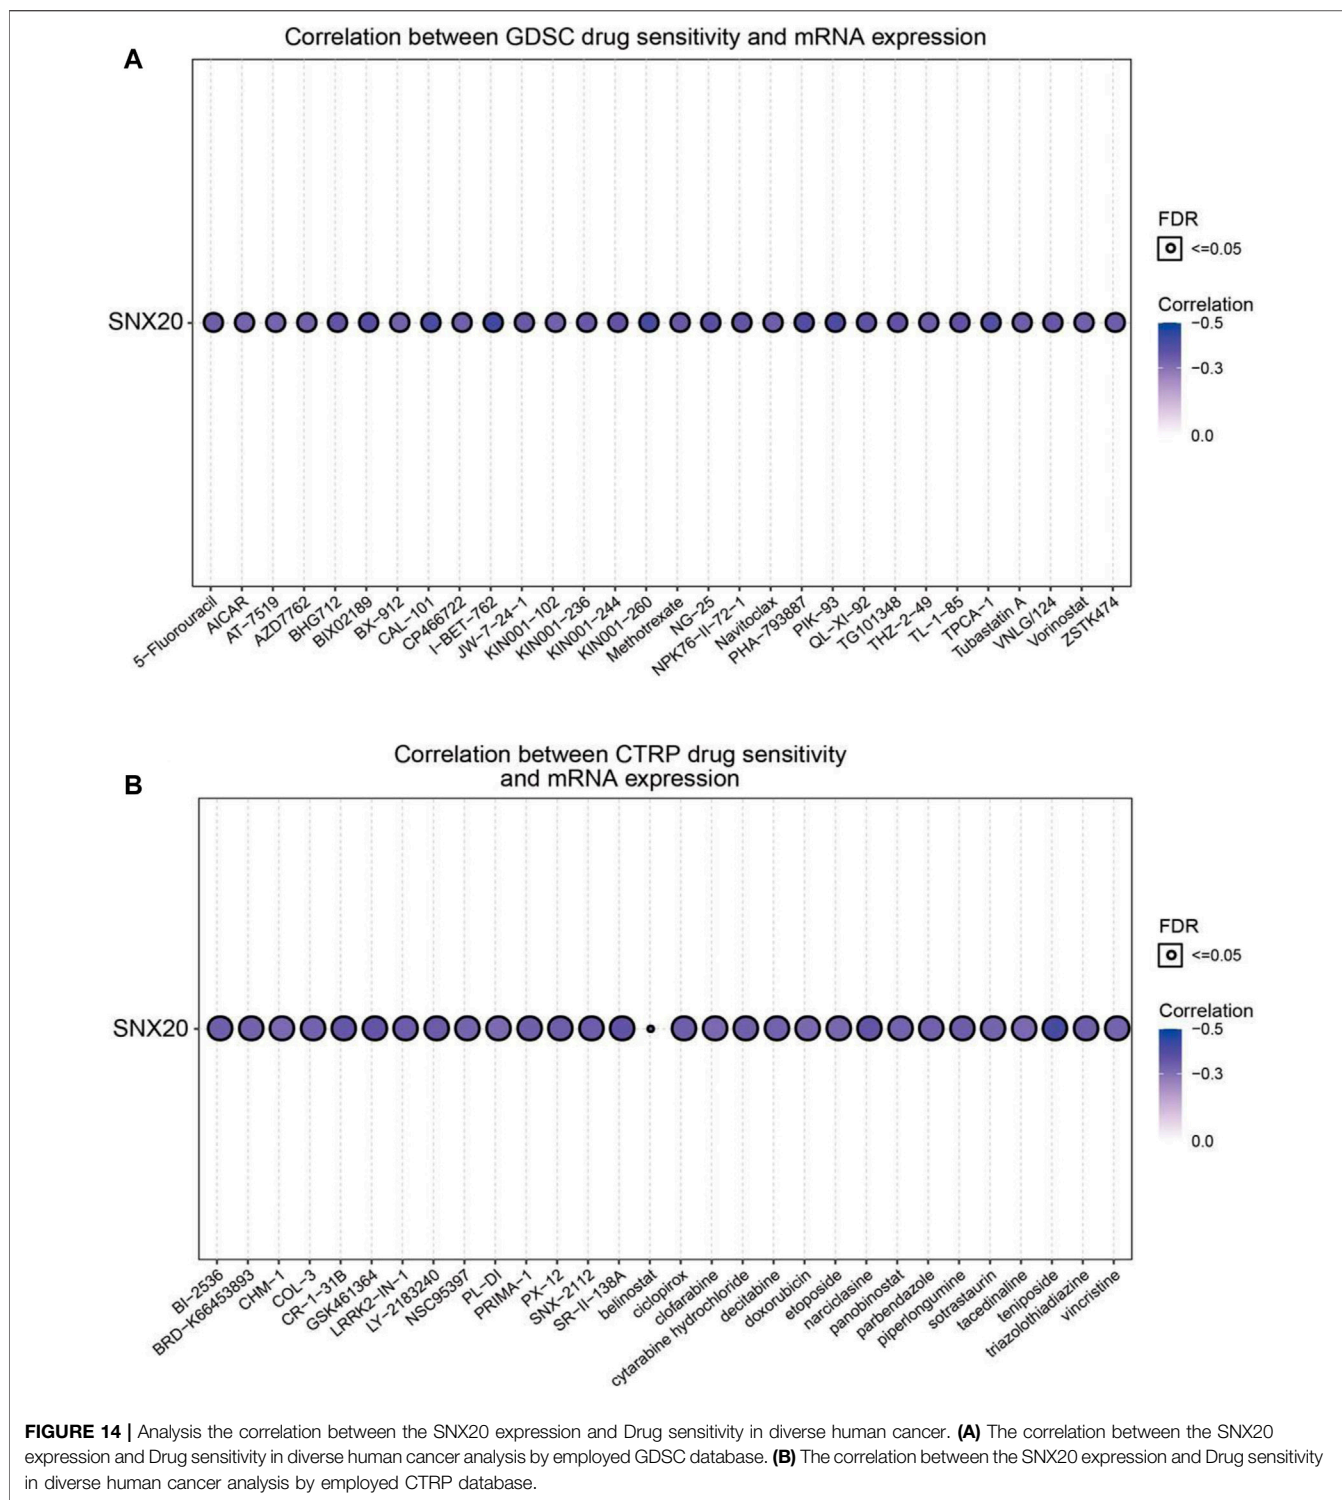 A
Correlation between GDSC drug sensitivity and mRNA expression
SNX20
FDR
<=0.05
Correlation
−0.5
−0.3
0.0
5−Fluorouracil
AICAR
AT−7519
AZD7762
BHG712
BIX02189
BX−912
CAL−101
CP466722
I−BET−762
JW−7−24−1
KIN001−102
KIN001−236
KIN001−244
KIN001−260
Methotrexate
NG−25
NPK76−II−72−1
Navitoclax
PHA−793887
PIK−93
QL−XI−92
TG101348
THZ−2−49
TL−1−85
TPCA−1
Tubastatin A
VNLG/124
Vorinostat
ZSTK474
B
Correlation between CTRP drug sensitivity
and mRNA expression
SNX20
FDR
<=0.05
Correlation
−0.5
−0.3
0.0
BI−2536
BRD−K66453893
CHM−1
COL−3
CR−1−31B
GSK461364
LRRK2−IN−1
LY−2183240
NSC95397
PL−DI
PRIMA−1
PX−12
SNX−2112
SR−II−138A
belinostat
ciclopirox
clofarabine
cytarabine hydrochloride
decitabine
doxorubicin
etoposide
narciclasine
panobinostat
parbendazole
piperlongumine
sotrastaurin
tacedinaline
teniposide
triazolothiadiazine
vincristine
FIGURE 14 | Analysis the correlation between the SNX20 expression and Drug sensitivity in diverse human cancer. (A) The correlation between the SNX20
expression and Drug sensitivity in diverse human cancer analysis by employed GDSC database. (B) The correlation between the SNX20 expression and Drug sensitivity
in diverse human cancer analysis by employed CTRP database.